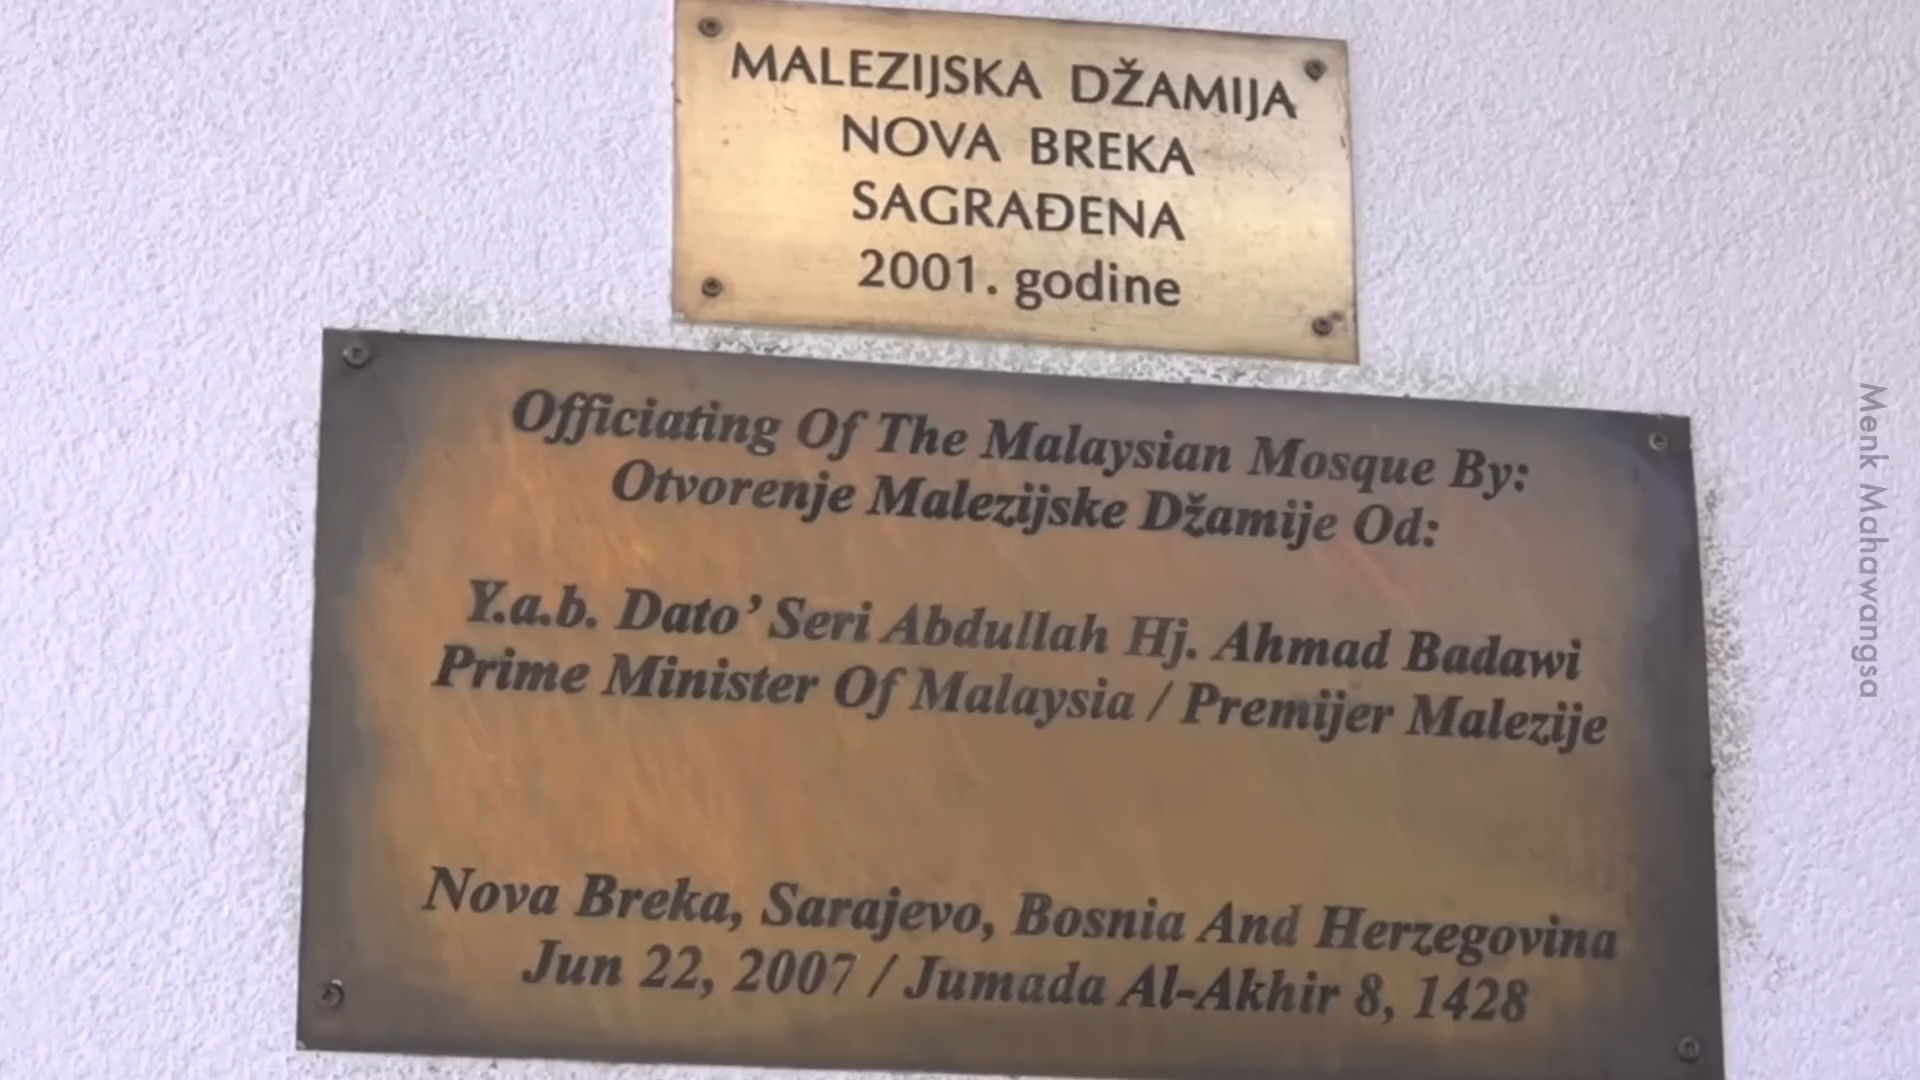 MALEZIJSKA DŽAMIJA
NOVA BREKA
SAGRAĐENA
2001. godine
Officiating Of The Malaysian Mosque By:
Otvorenje Malezijske Džamije Od:
Y.a.b. Dato' Seri Abdullah Hj. Ahmad Badawi
Prime Minister Of Malaysia / Premijer Malezije
Nova Breka, Sarajevo, Bosnia And Herzegovina
Jun 22, 2007 / Jumada Al-Akhir 8, 1428
Menk Mahawangsa